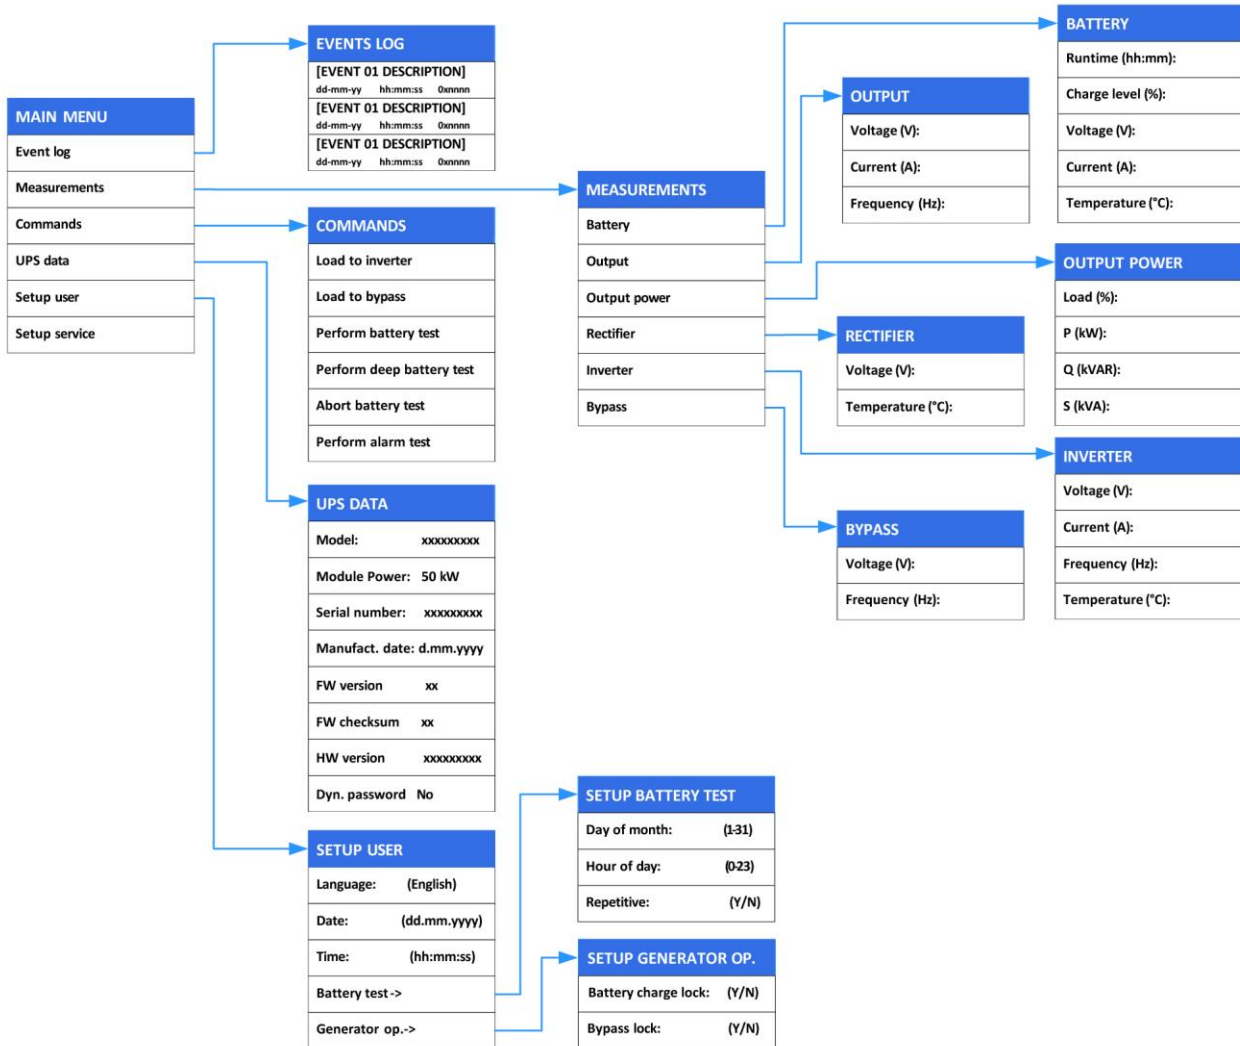 MAIN MENU
Event log
Measurements
Commands
UPS data
Setup user
Setup service
EVENTS LOG
[EVENT 01 DESCRIPTION]
dd-mm-yy hh:mm:ss 0xnnnn
[EVENT 01 DESCRIPTION]
dd-mm-yy hh:mm:ss 0xnnnn
[EVENT 01 DESCRIPTION]
dd-mm-yy hh:mm:ss 0xnnnn
COMMANDS
Load to inverter
Load to bypass
Perform battery test
Perform deep battery test
Abort battery test
Perform alarm test
UPS DATA
Model: xxxxxxxxx
Module Power: 50 kW
Serial number: xxxxxxxxx
Manufact. date: d.mm.yyyy
FW version xx
FW checksum xx
HW version xxxxxxxxx
Dyn. password No
SETUP USER
Language: (English)
Date: (dd.mm.yyyy)
Time: (hh:mm:ss)
Battery test->
Generator op.->
MEASUREMENTS
Battery
Output
Output power
Rectifier
Inverter
Bypass
SETUP BATTERY TEST
Day of month: (1-31)
Hour of day: (0-23)
Repetitive: (Y/N)
SETUP GENERATOR OP.
Battery charge lock: (Y/N)
Bypass lock: (Y/N)
OUTPUT
Voltage (V):
Current (A):
Frequency (Hz):
RECTIFIER
Voltage (V):
Temperature (°C):
BYPASS
Voltage (V):
Frequency (Hz):
BATTERY
Runtime (hh:mm):
Charge level (%):
Voltage (V):
Current (A):
Temperature (°C):
OUTPUT POWER
Load (%):
P (kW):
Q (kVAR):
S (kVA):
INVERTER
Voltage (V):
Current (A):
Frequency (Hz):
Temperature (°C):